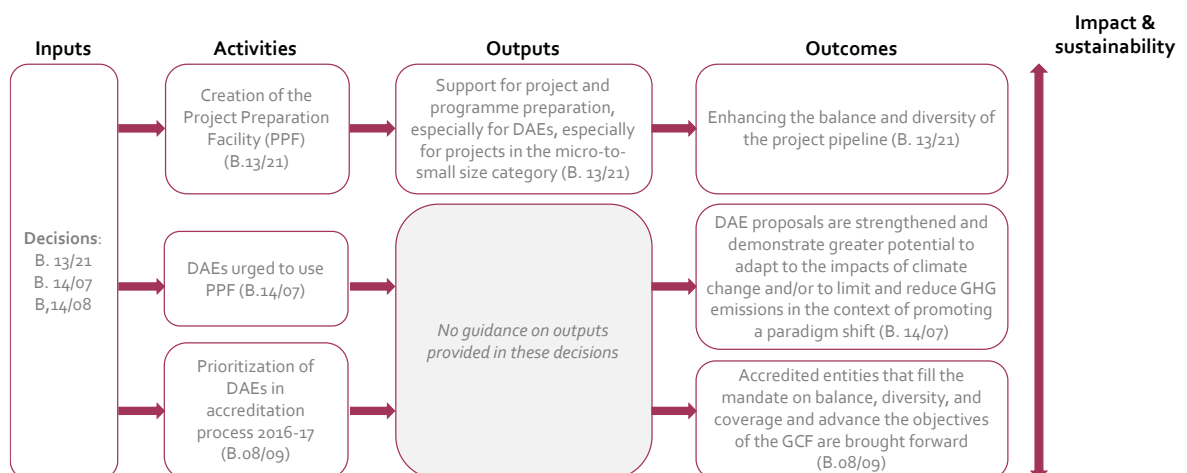 Impact &
sustainability
Inputs
Activities
Outputs
Outcomes
Decisions:
B. 13/21
B. 14/07
B,14/08
Creation of the
Project Preparation
Facility (PPF)
(B.13/21)
Support for project and
programme preparation,
especially for DAEs, especially
for projects in the micro-to-
small size category (B. 13/21)
Enhancing the balance and diversity of
the project pipeline (B. 13/21)
DAEs urged to use
PPF (B.14/07)
No guidance on outputs
provided in these decisions
DAE proposals are strengthened and
demonstrate greater potential to
adapt to the impacts of climate
change and/or to limit and reduce GHG
emissions in the context of promoting
a paradigm shift (B. 14/07)
Prioritization of
DAEs in
accreditation
process 2016-17
(B.08/09)
Accredited entities that fill the
mandate on balance, diversity, and
coverage and advance the objectives
of the GCF are brought forward
(B.08/09)